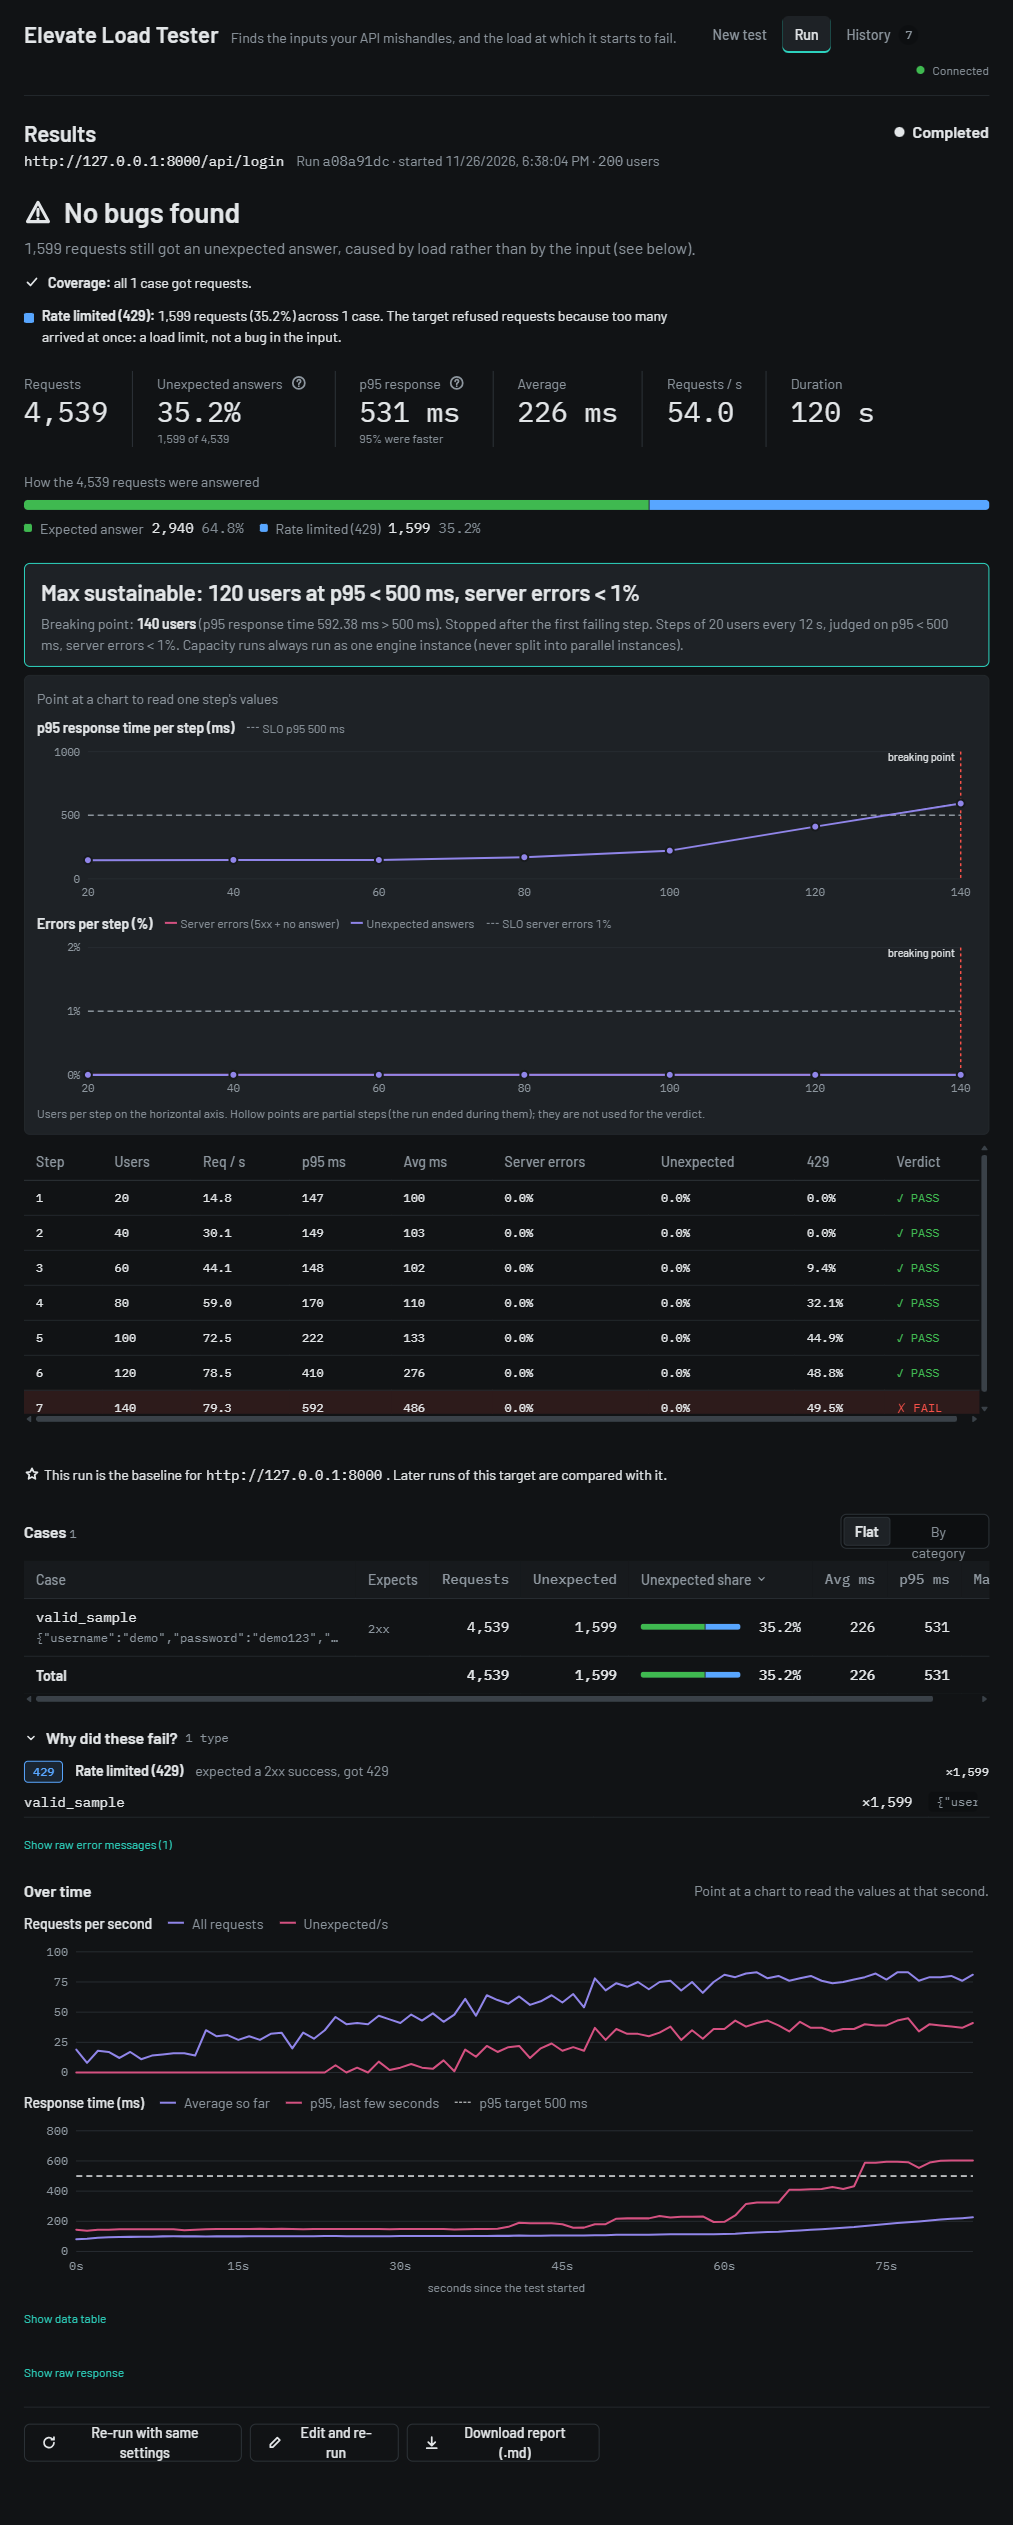 Elevate Load Tester Finds the inputs your API mishandles, and the load at which it starts to fail. New test Run History 7
Connected
Results
Completed
http://127.0.0.1:8000/api/login Run a08a91dc · started 11/26/2026, 6:38:04 PM · 200 users
No bugs found
1,599 requests still got an unexpected answer, caused by load rather than by the input (see below).
Coverage: all 1 case got requests.
Rate limited (429): 1,599 requests (35.2%) across 1 case. The target refused requests because too many
arrived at once: a load limit, not a bug in the input.
Requests Unexpected answers p95 response Average Requests / s Duration
4,539 35.2% 531 ms 226 ms 54.0 120 s
1,599 of 4,539 95% were faster
How the 4,539 requests were answered
Expected answer 2,940 64.8% Rate limited (429) 1,599 35.2%
Max sustainable: 120 users at p95 < 500 ms, server errors < 1%
Breaking point: 140 users (p95 response time 592.38 ms > 500 ms). Stopped after the first failing step. Steps of 20 users every 12 s, judged on p95 < 500
ms, server errors < 1%. Capacity runs always run as one engine instance (never split into parallel instances).
Point at a chart to read one step's values
p95 response time per step (ms) --- SLO p95 500 ms
1000
breaking point
500
0
20 40 60 80 100 120 140
Errors per step (%) Server errors (5xx + no answer) Unexpected answers --- SLO server errors 1%
2%
breaking point
1%
0%
20 40 60 80 100 120 140
Users per step on the horizontal axis. Hollow points are partial steps (the run ended during them); they are not used for the verdict.
Step Users Req / s p95 ms Avg ms Server errors Unexpected 429 Verdict
1 20 14.8 147 100 0.0% 0.0% 0.0% ✓ PASS
2 40 30.1 149 103 0.0% 0.0% 0.0% ✓ PASS
3 60 44.1 148 102 0.0% 0.0% 9.4% ✓ PASS
4 80 59.0 170 110 0.0% 0.0% 32.1% ✓ PASS
5 100 72.5 222 133 0.0% 0.0% 44.9% ✓ PASS
6 120 78.5 410 276 0.0% 0.0% 48.8% ✓ PASS
7 140 79.3 592 486 0.0% 0.0% 49.5% ✗ FAIL
This run is the baseline for http://127.0.0.1:8000 . Later runs of this target are compared with it.
Cases 1 Flat By
category
Case Expects Requests Unexpected Unexpected share Avg ms p95 ms Ma
valid_sample
{"username":"demo","password":"demo123","… 2xx 4,539 1,599 35.2% 226 531
Total 4,539 1,599 35.2% 226 531
Why did these fail? 1 type
429 Rate limited (429) expected a 2xx success, got 429 ×1,599
valid_sample ×1,599 {"user
Show raw error messages (1)
Over time Point at a chart to read the values at that second.
Requests per second All requests Unexpected/s
100
75
50
25
0
Response time (ms) Average so far p95, last few seconds ---- p95 target 500 ms
800
600
400
200
0
0s 15s 30s 45s 60s 75s
seconds since the test started
Show data table
Show raw response
Re-run with same
settings
Edit and re-
run
Download report
(.md)